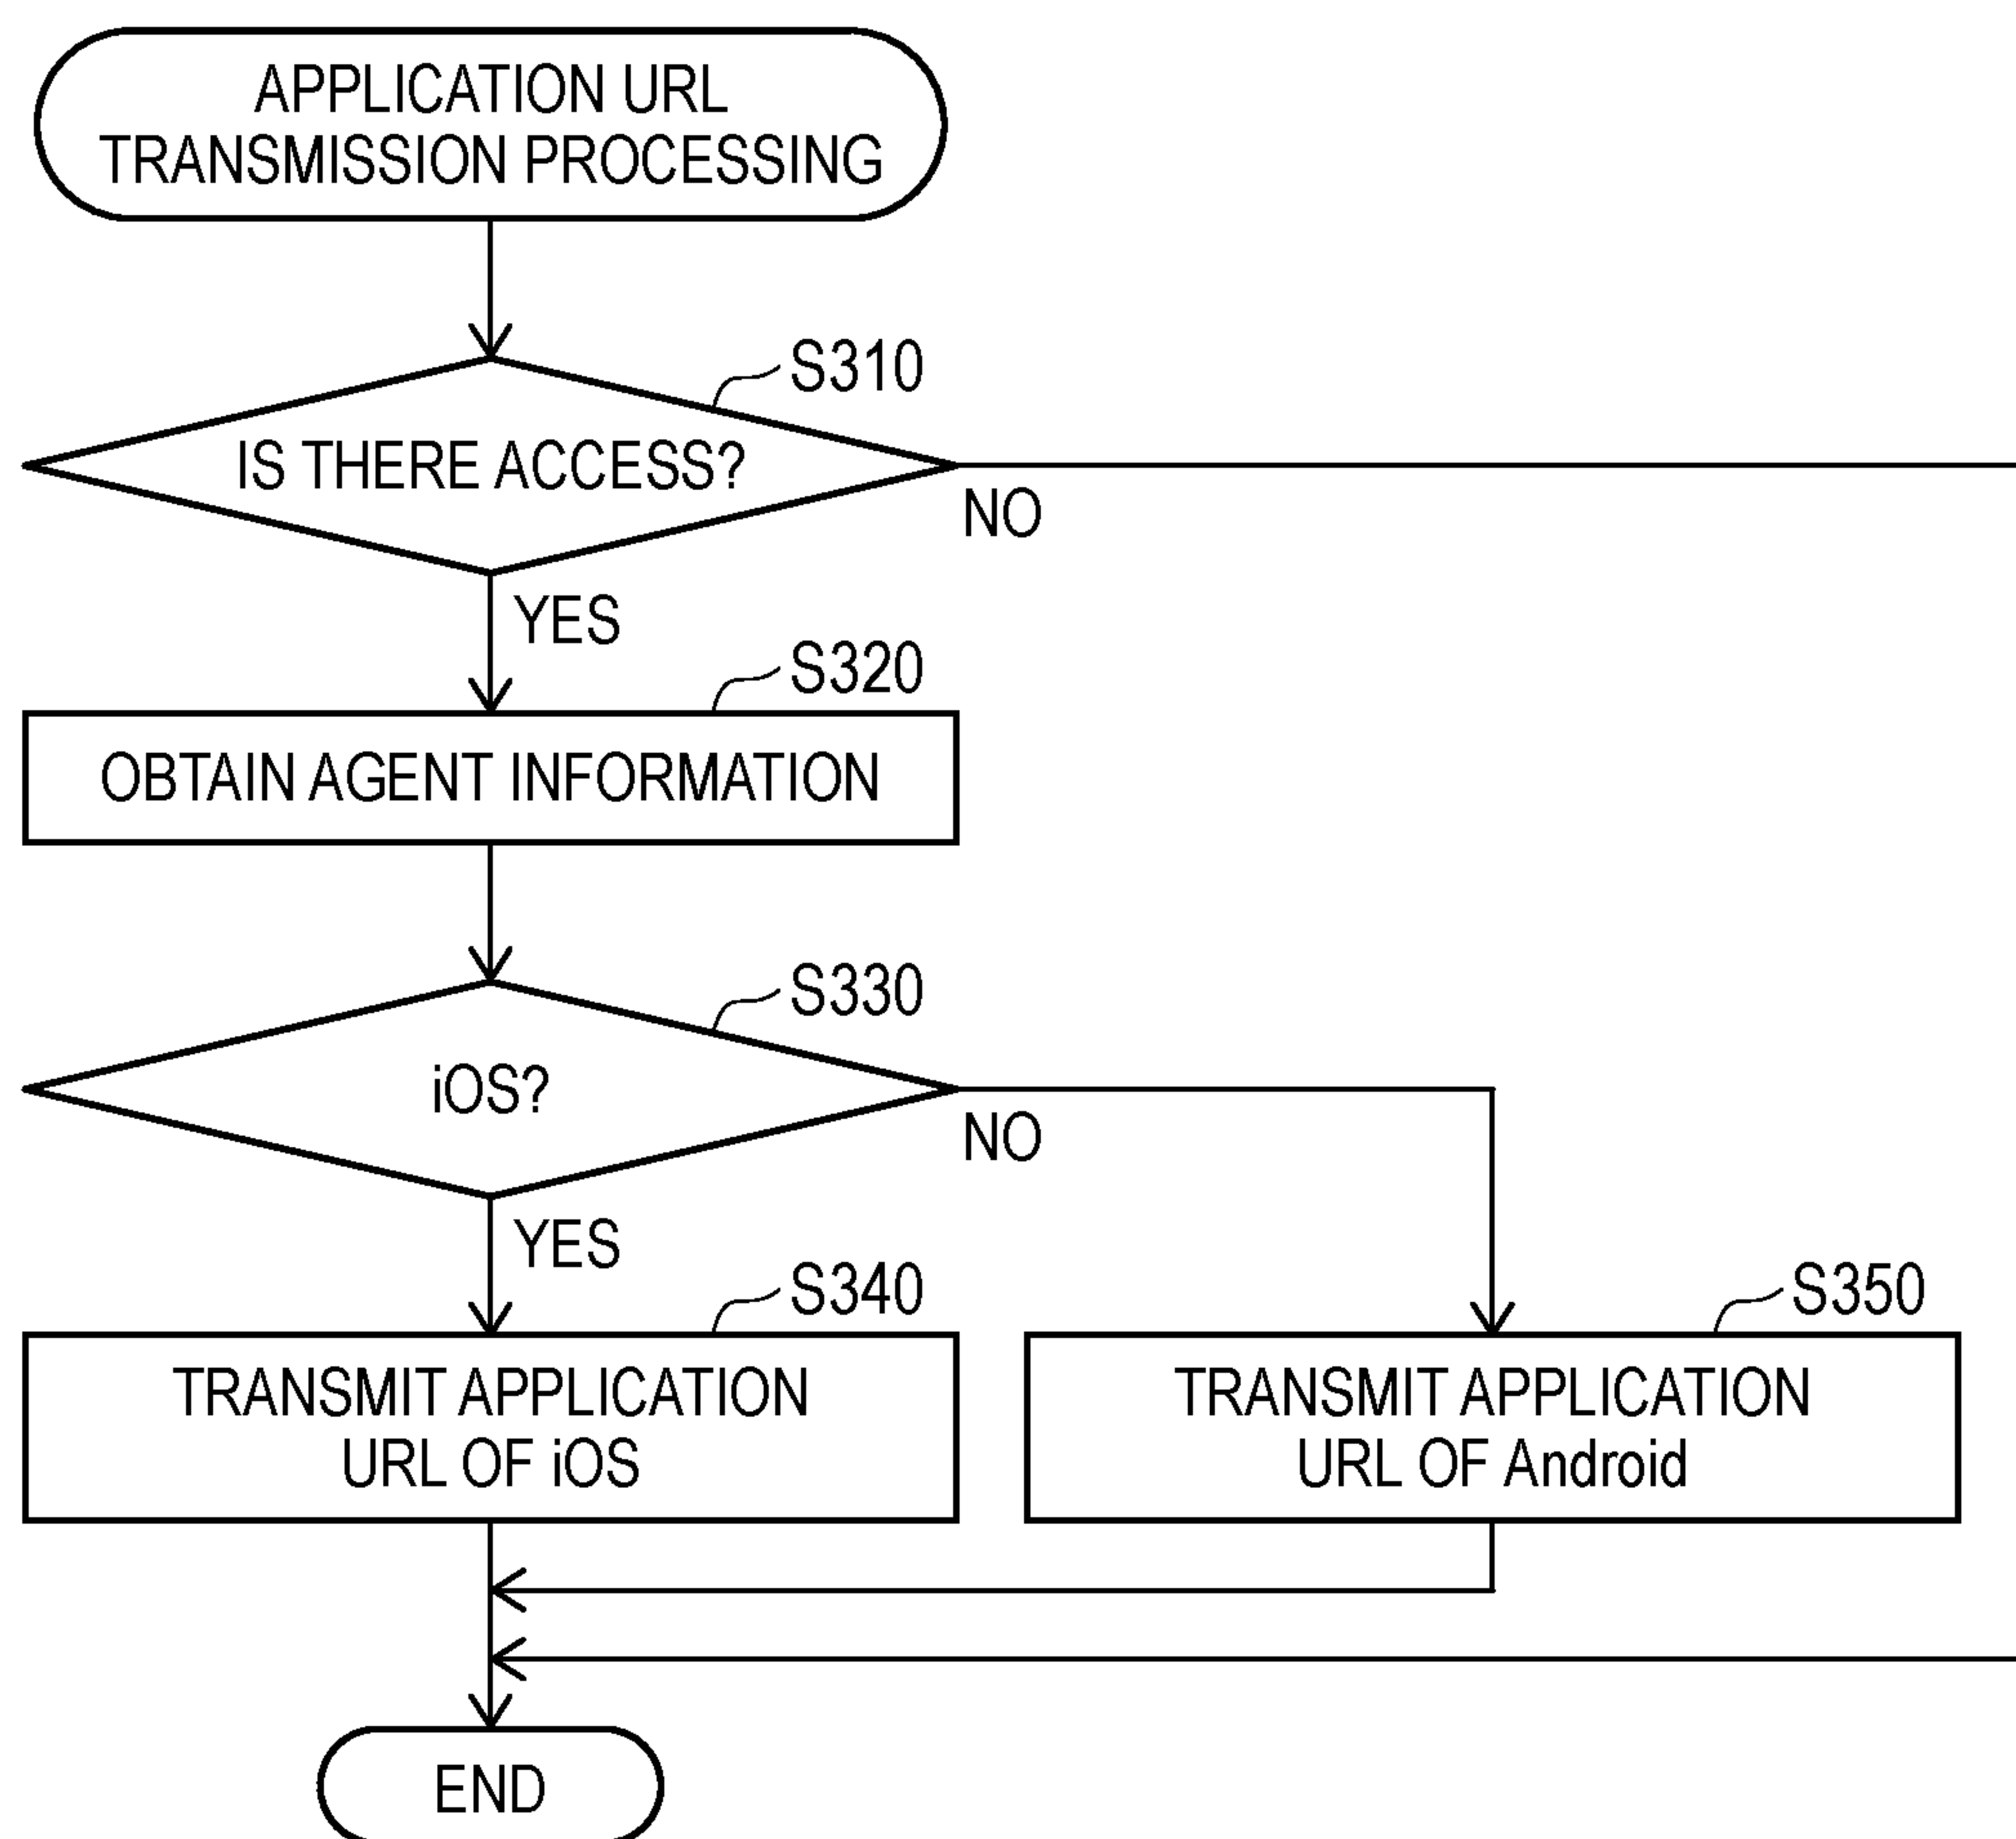 APPLICATION URL
TRANSMISSION PROCESSING
S310
IS THERE ACCESS?
NO
YES
S320
OBTAIN AGENT INFORMATION
S330
iOS?
NO
YES
S340
TRANSMIT APPLICATION
URL OF iOS
S350
TRANSMIT APPLICATION
URL OF Android
END